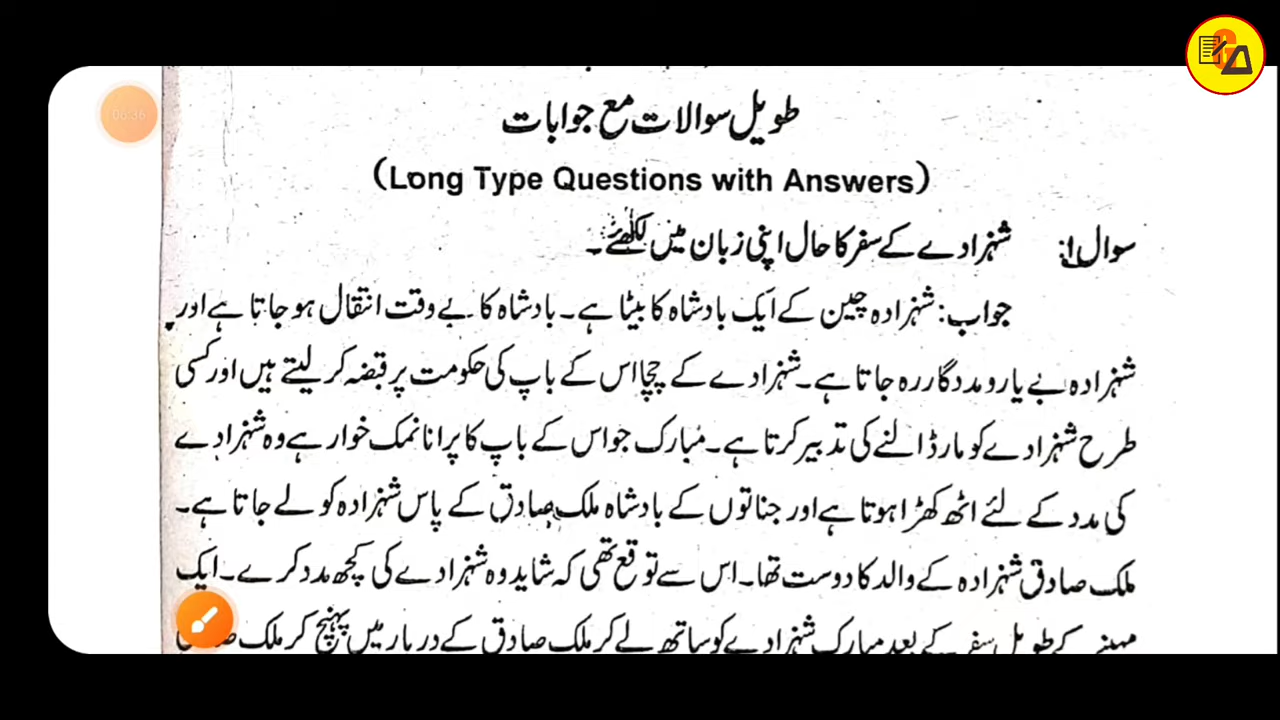 طویل سوالات مع جوابات
(Long Type Questions with Answers)
سوال 1: شہزادے کے سفر کا حال اپنی زبان میں لکھئے۔
جواب: شہزادہ چین کے ایک بادشاہ کا بیٹا ہے۔ بادشاہ کا بے وقت انتقال ہو جاتا ہے اور
شہزادہ بے یار و مددگار رہ جاتا ہے۔ شہزادے کے چچا اس کے باپ کی حکومت پر قبضہ کر لیتے ہیں اور کسی
طرح شہزادے کو مار ڈالنے کی تدبیر کرتا ہے۔ مبارک جو اس کے باپ کا پرانا نمک خوار ہے وہ شہزادے
کی مدد کے لئے اٹھ کھڑا ہوتا ہے اور جناتوں کے بادشاہ ملک صادق کے پاس شہزادہ کو لے جاتا ہے۔
ملک صادق شہزادہ کے والد کا دوست تھا۔ اس سے توقع تھی کہ شاید وہ شہزادے کی کچھ مدد کرے۔ ایک
مہینے کے طویل سفر کے بعد مبارک شہزادے کو ساتھ لے کر ملک صادق کے دربار میں پہنچ کر ملک
06:36